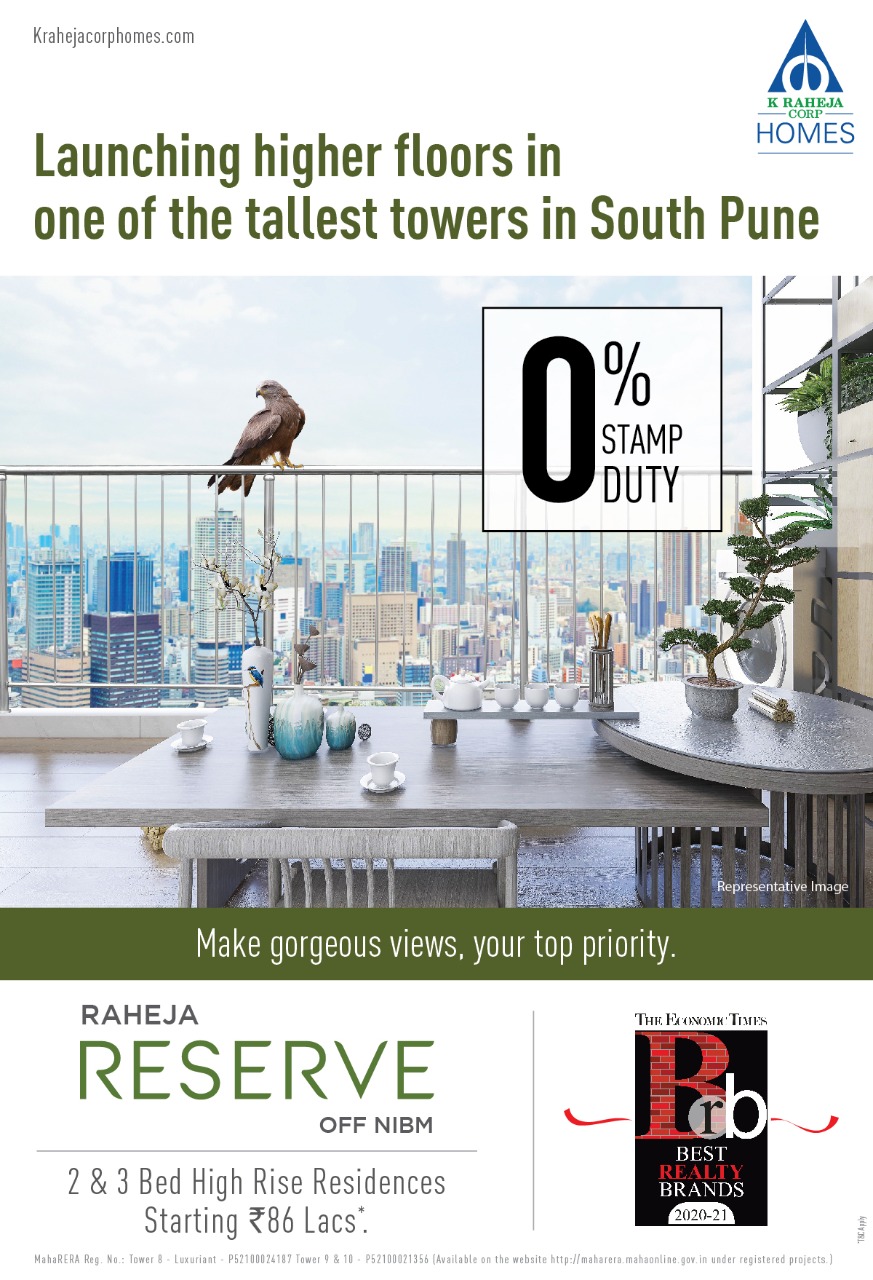 Krahejacorphomes.com
K RAHEJA
CORP
HOMES
Launching higher floors in
one of the tallest towers in South Pune
0%
STAMP
DUTY
Representative Image
Make gorgeous views, your top priority.
RAHEJA
RESERVE
OFF NIBM
2 & 3 Bed High Rise Residences
Starting ₹86 Lacs*.
THE ECONOMIC TIMES
Brb
BEST
REALTY
BRANDS
2020-21
*T&C Apply
MahaRERA Reg. No.: Tower 8 - Luxuriant - P52100024187 Tower 9 & 10 - P52100021356 (Available on the website http://maharera.mahaonline.gov.in under registered projects.)